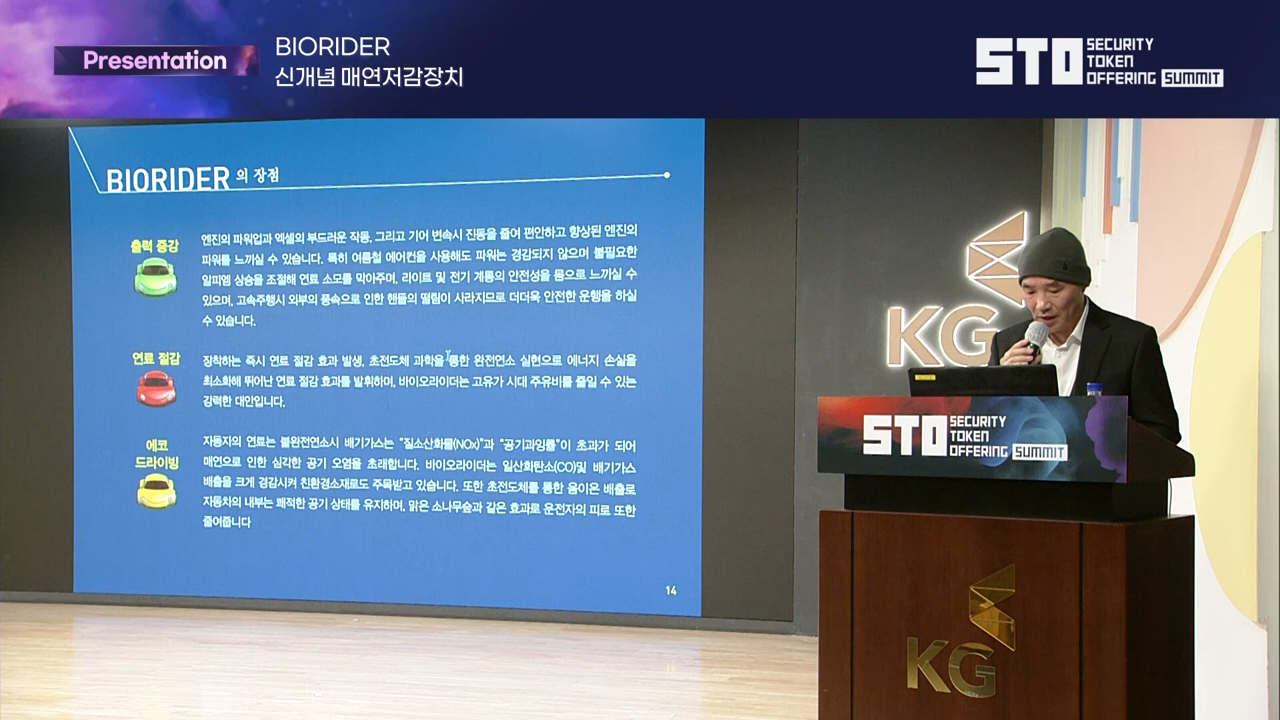 Presentation
BIORIDER
신개념 매연저감장치
STO SECURITY
TOKEN
OFFERING SUMMIT
BIORIDER 의 장점
출력 증강
엔진의 파워업과 엑셀의 부드러운 작동, 그리고 기어 변속시 진동을 줄여 편안하고 향상된 엔진의
파워를 느끼실 수 있습니다. 특히 여름철 에어컨을 사용해도 파워는 경감되지 않으며 불필요한
알피엠 상승을 조절해 연료 소모를 막아주며, 라이트 및 전기 계통의 안전성을 몸으로 느끼실 수
있으며, 고속주행시 외부의 풍속으로 인한 핸들의 떨림이 사라지므로 더더욱 안전한 운행을 하실
수 있습니다.
연료 절감
장착하는 즉시 연료 절감 효과 발생, 초전도체 과학을 통한 완전연소 실현으로 에너지 손실을
최소화해 뛰어난 연료 절감 효과를 발휘하며, 바이오라이더는 고유가 시대 주유비를 줄일 수 있는
강력한 대안입니다.
에코
드라이빙
자동차의 연료는 불완전연소시 배기가스는 "질소산화물(NOx)"과 "공기과잉률"이 초과가 되어
매연으로 인한 심각한 공기 오염을 초래합니다. 바이오라이더는 일산화탄소(CO)및 배기가스
배출을 크게 경감시켜 친환경소재로도 주목받고 있습니다. 또한 초전도체를 통한 음이온 배출로
자동차의 내부는 쾌적한 공기 상태를 유지하며, 맑은 소나무숲과 같은 효과로 운전자의 피로 또한
줄여줍니다
14
KG
STO SECURITY
TOKEN
OFFERING SUMMIT
KG